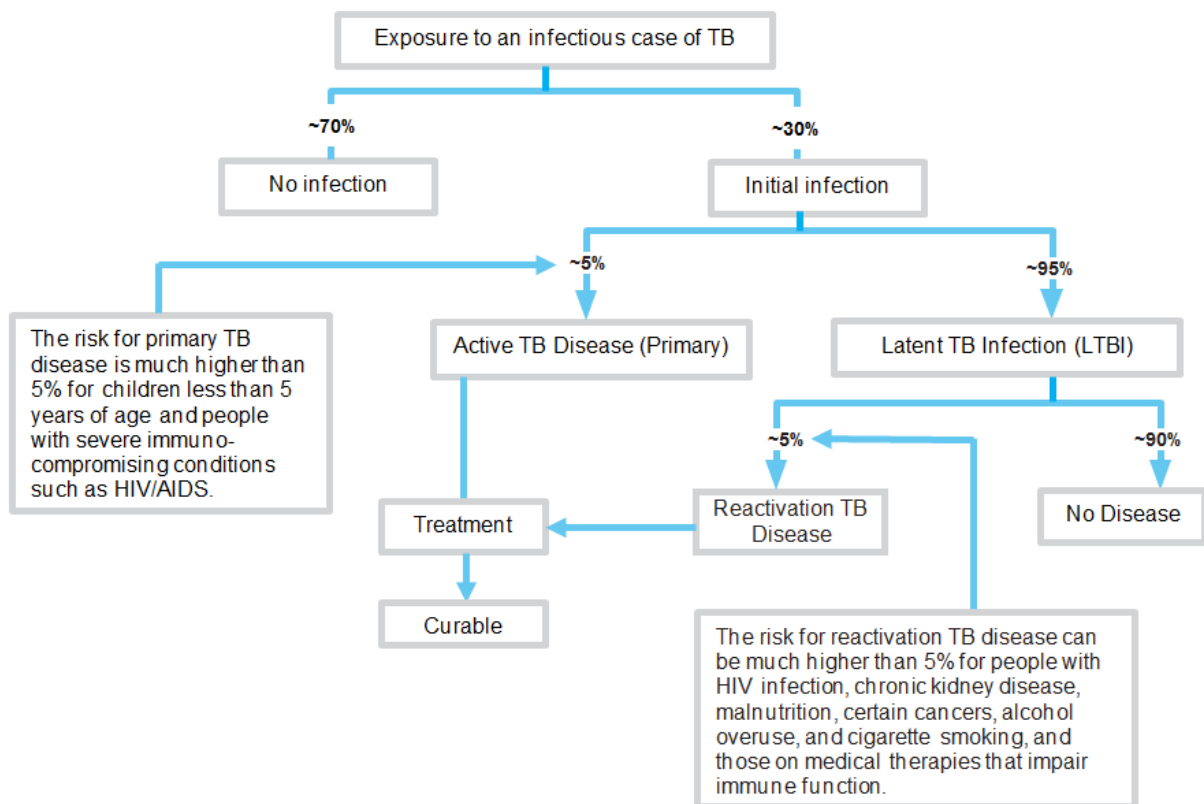 Exposure to an infectious case of TB
~70%
~30%
No infection
Initial infection
~5%
~95%
The risk for primary TB
disease is much higher than
5% for children less than 5
years of age and people
with severe immuno-
compromising conditions
such as HIV/AIDS.
Active TB Disease (Primary)
Latent TB Infection (LTBI)
~5%
~90%
Treatment
Reactivation TB
Disease
No Disease
Curable
The risk for reactivation TB disease can
be much higher than 5% for people with
HIV infection, chronic kidney disease,
malnutrition, certain cancers, alcohol
overuse, and cigarette smoking, and
those on medical therapies that impair
immune function.